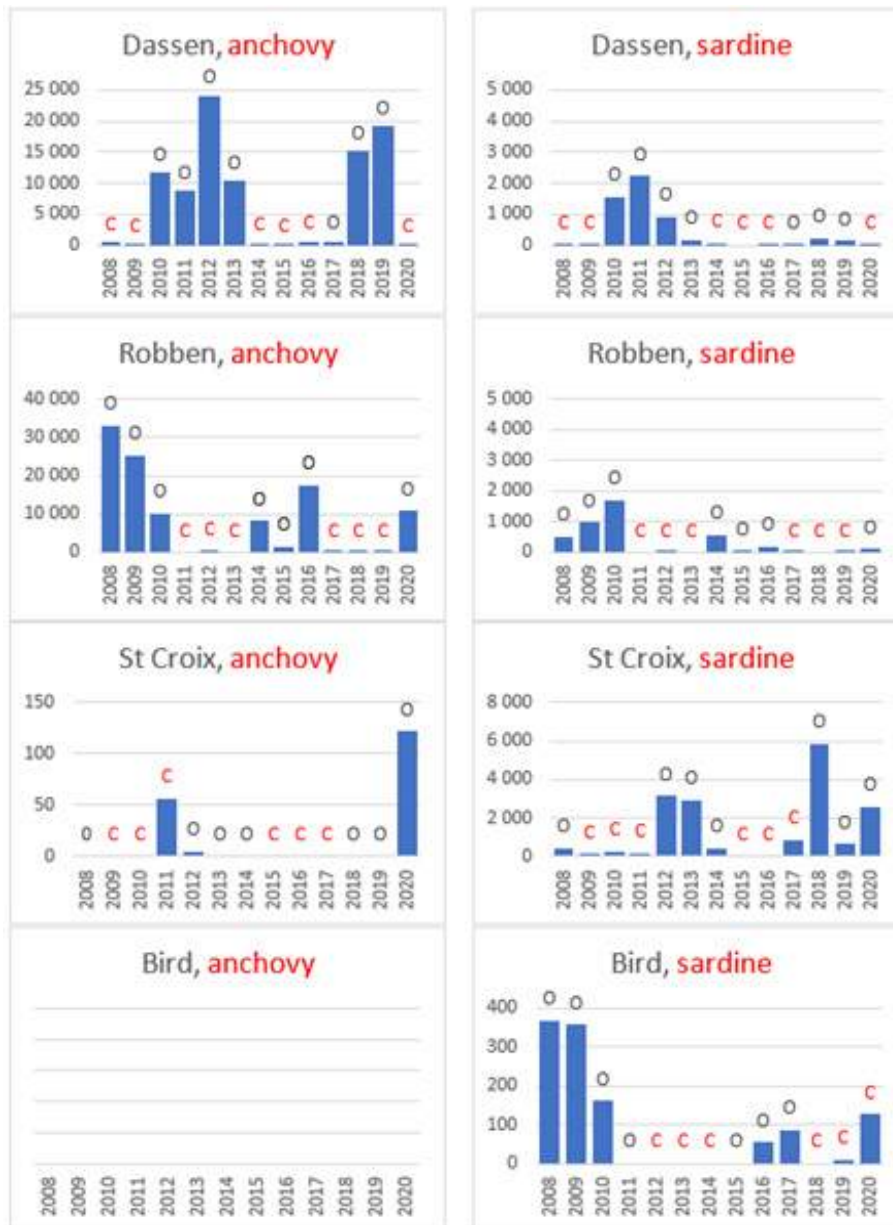 Dassen, anchovy
25 000
20 000
15 000
10 000
5 000
0
C C O O O O C C C O O O C
2008 2009 2010 2011 2012 2013 2014 2015 2016 2017 2018 2019 2020
Dassen, sardine
5 000
4 000
3 000
2 000
1 000
0
C C O O O O C C C O O O C
2008 2009 2010 2011 2012 2013 2014 2015 2016 2017 2018 2019 2020
Robben, anchovy
40 000
30 000
20 000
10 000
0
O O O C C C O O O C C C O
2008 2009 2010 2011 2012 2013 2014 2015 2016 2017 2018 2019 2020
Robben, sardine
5 000
4 000
3 000
2 000
1 000
0
O O O C C C O O O C C C O
2008 2009 2010 2011 2012 2013 2014 2015 2016 2017 2018 2019 2020
St Croix, anchovy
150
100
50
0
O C C C O O O C C C O O O
2008 2009 2010 2011 2012 2013 2014 2015 2016 2017 2018 2019 2020
St Croix, sardine
8 000
6 000
4 000
2 000
0
O C C C O O O C C C O O O
2008 2009 2010 2011 2012 2013 2014 2015 2016 2017 2018 2019 2020
Bird, anchovy
2008 2009 2010 2011 2012 2013 2014 2015 2016 2017 2018 2019 2020
Bird, sardine
400
300
200
100
0
O O O O C C C O O O C C C
2008 2009 2010 2011 2012 2013 2014 2015 2016 2017 2018 2019 2020